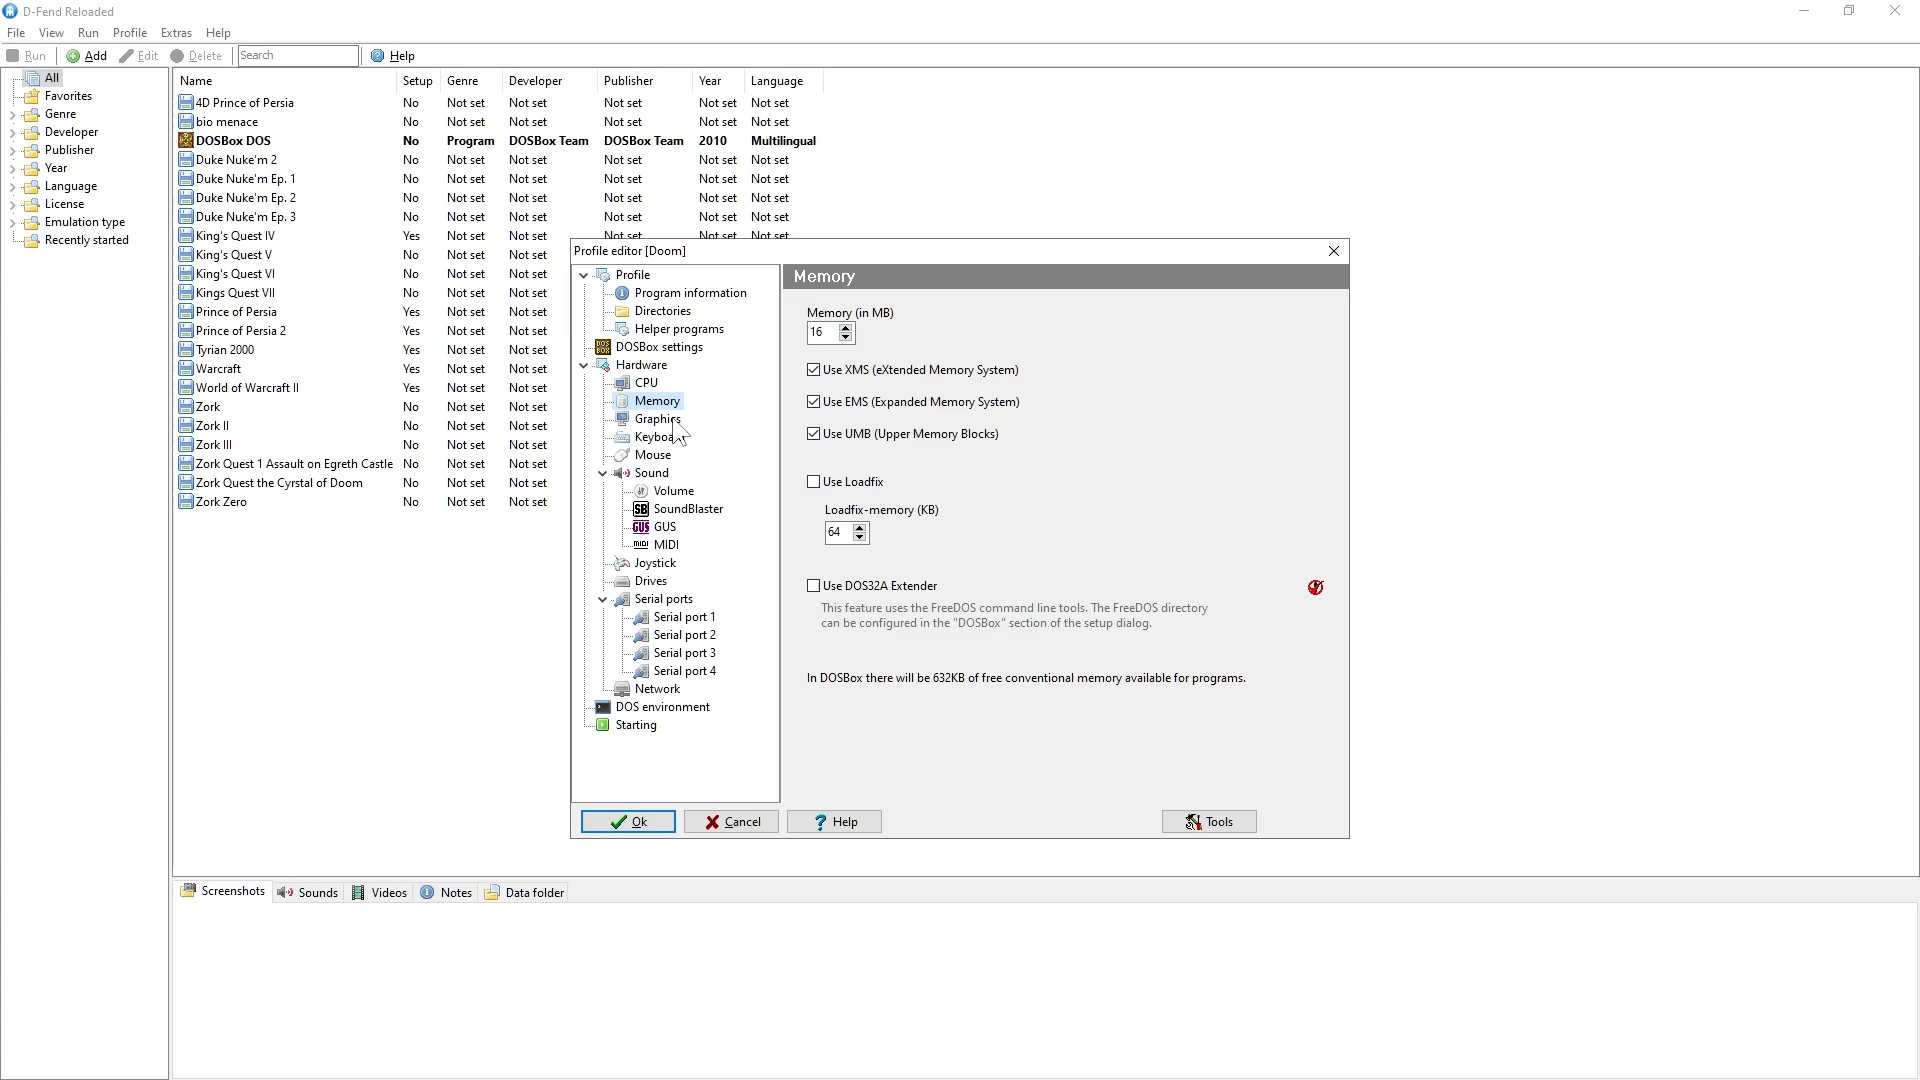 D-Fend Reloaded
File View Run Profile Extras Help
Run Add Edit Delete Search Help
All
Favorites
Genre
Developer
Publisher
Year
Language
License
Emulation type
Recently started
Name Setup Genre Developer Publisher Year Language
4D Prince of Persia No Not set Not set Not set Not set Not set
bio menace No Not set Not set Not set Not set Not set
DOSBox DOS No Program DOSBox Team DOSBox Team 2010 Multilingual
Duke Nuke'm 2 No Not set Not set Not set Not set Not set
Duke Nuke'm Ep. 1 No Not set Not set Not set Not set Not set
Duke Nuke'm Ep. 2 No Not set Not set Not set Not set Not set
Duke Nuke'm Ep. 3 No Not set Not set Not set Not set Not set
King's Quest IV Yes Not set Not set Not set Not set Not set
King's Quest V No Not set Not set
King's Quest VI No Not set Not set
Kings Quest VII No Not set Not set
Prince of Persia Yes Not set Not set
Prince of Persia 2 Yes Not set Not set
Tyrian 2000 Yes Not set Not set
Warcraft Yes Not set Not set
World of Warcraft II Yes Not set Not set
Zork No Not set Not set
Zork II No Not set Not set
Zork III No Not set Not set
Zork Quest 1 Assault on Egreth Castle No Not set Not set
Zork Quest the Cyrstal of Doom No Not set Not set
Zork Zero No Not set Not set
Profile editor [Doom]
Profile
Program information
Directories
Helper programs
DOSBox settings
DOS BOX
Hardware
CPU
Memory
Graphics
Keyboa
Mouse
Sound
Volume
SB SoundBlaster
GUS GUS
MIDI MIDI
Joystick
Drives
Serial ports
Serial port 1
Serial port 2
Serial port 3
Serial port 4
Network
DOS environment
Starting
Memory
Memory (in MB)
16
Use XMS (eXtended Memory System)
Use EMS (Expanded Memory System)
Use UMB (Upper Memory Blocks)
Use Loadfix
Loadfix-memory (KB)
64
Use DOS32A Extender
This feature uses the FreeDOS command line tools. The FreeDOS directory
can be configured in the "DOSBox" section of the setup dialog.
In DOSBox there will be 632KB of free conventional memory available for programs.
Ok Cancel Help Tools
Screenshots Sounds Videos Notes Data folder